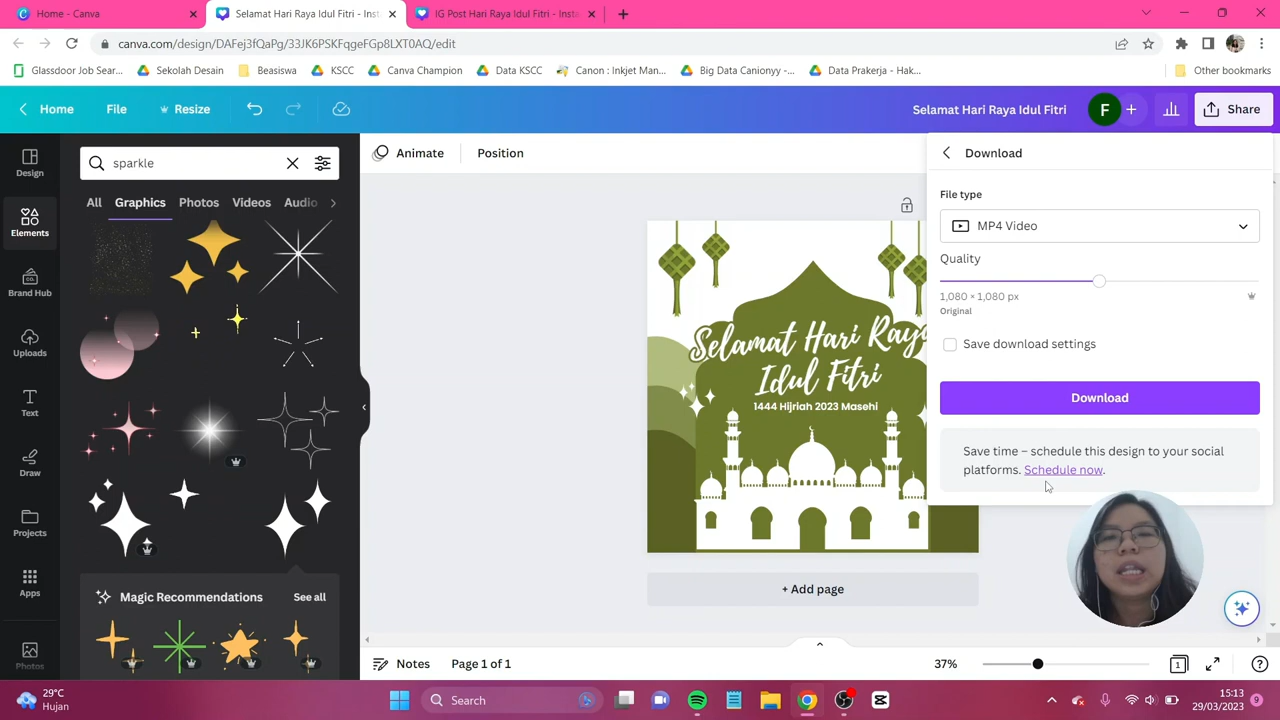 Home - Canva
Selamat Hari Raya Idul Fitri - Inst
IG Post Hari Raya Idul Fitri - Insta
canva.com/design/DAFej3fQaPg/33JK6PSKFqgeFGp8LXT0AQ/edit
Glassdoor Job Sear...
Sekolah Desain
Beasiswa
KSCC
Canva Champion
Data KSCC
Canon : Inkjet Man...
Big Data Canionyy -...
Data Prakerja - Hak...
Other bookmarks
Home
File
Resize
Selamat Hari Raya Idul Fitri
F
Share
Design
Elements
Brand Hub
Uploads
Text
Draw
Projects
Apps
Photos
sparkle
All
Graphics
Photos
Videos
Audio
Magic Recommendations
See all
Animate
Position
Selamat Hari Raya
Idul Fitri
1444 Hijriah 2023 Masehi
+ Add page
Download
File type
MP4 Video
Quality
1,080 × 1,080 px
Original
Save download settings
Download
Save time – schedule this design to your social
platforms. Schedule now.
Notes
Page 1 of 1
37%
1
29°C
Hujan
Search
15:13
29/03/2023
9